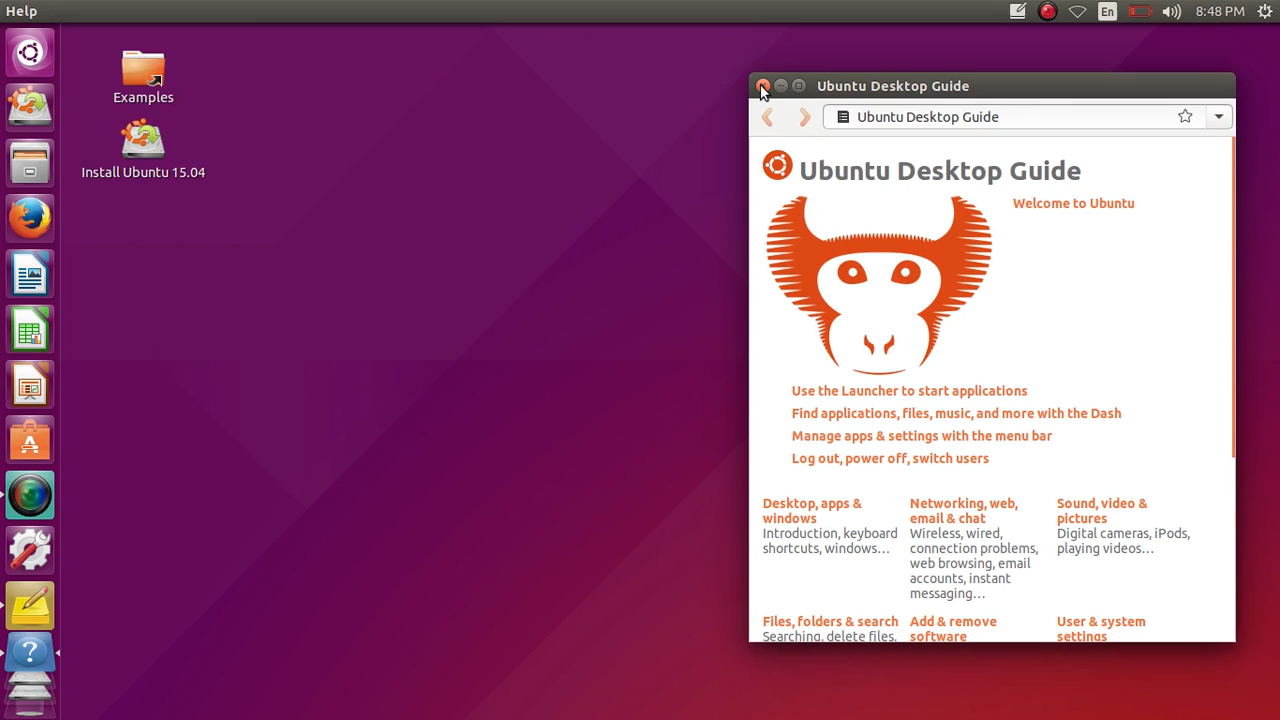 Help
En
8:48 PM
Examples
Install Ubuntu 15.04
Ubuntu Desktop Guide
Ubuntu Desktop Guide
Ubuntu Desktop Guide
Welcome to Ubuntu
Use the Launcher to start applications
Find applications, files, music, and more with the Dash
Manage apps & settings with the menu bar
Log out, power off, switch users
Desktop, apps &
windows
Introduction, keyboard
shortcuts, windows…
Networking, web,
email & chat
Wireless, wired,
connection problems,
web browsing, email
accounts, instant
messaging…
Sound, video &
pictures
Digital cameras, iPods,
playing videos…
Files, folders & search
Searching, delete files,
Add & remove
software
User & system
settings